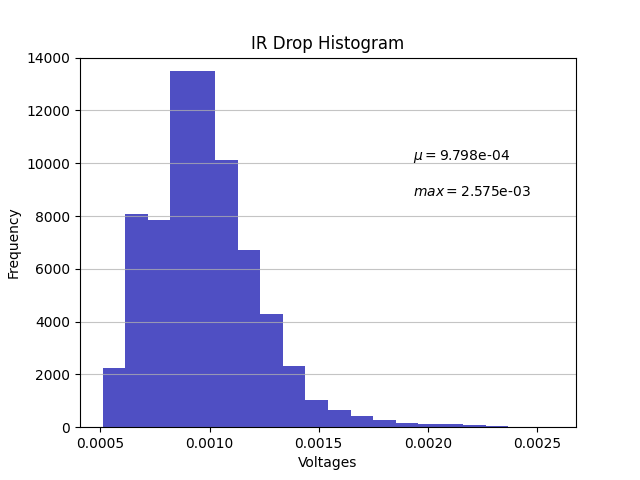 IR Drop Histogram
14000
12000
10000
8000
6000
4000
2000
0
Frequency
μ = 9.798e-04
max = 2.575e-03
0.0005 0.0010 0.0015 0.0020 0.0025
Voltages